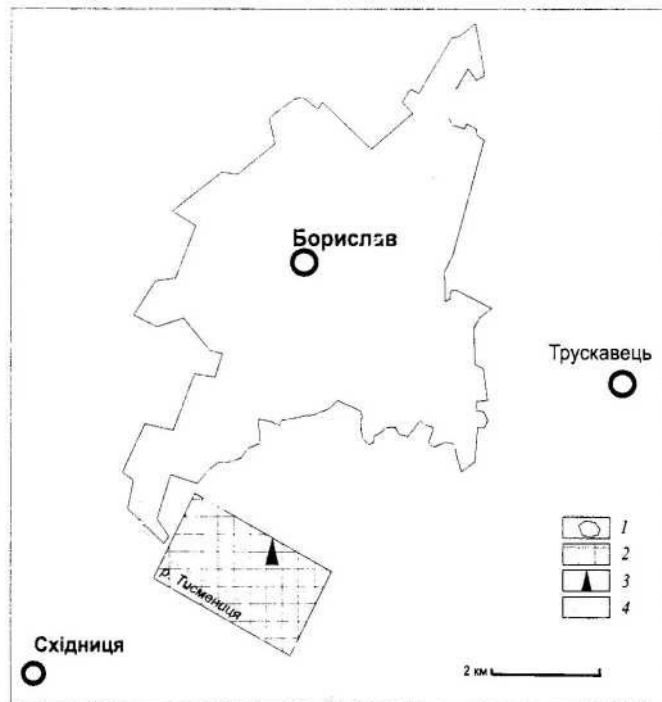 Борислав
Трускавець
1
2
3
4
р. Тисмениця
Східниця
2 км